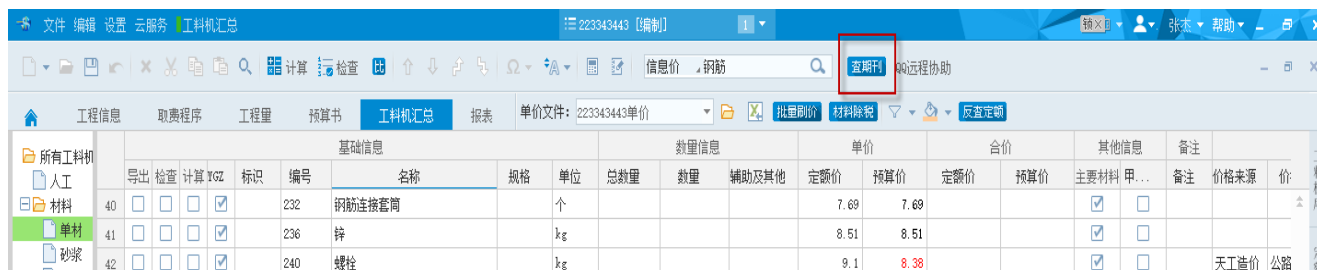 文件 编辑 设置 云服务 工料机汇总 223343443 [编制] 1 锁 张杰 帮助
计算 检查 信息价 钢筋 查期刊 QQ远程协助
工程信息 取费程序 工程量 预算书 工料机汇总 报表 单价文件: 223343443单价 批量刷价 材料除税 反查定额
所有工料机 基础信息 数量信息 单价 合价 其他信息 备注
人工 导出 检查 计算 YGZ 标识 编号 名称 规格 单位 总数量 数量 辅助及其他 定额价 预算价 定额价 预算价 主要材料 甲... 备注 价格来源
材料 40 232 钢筋连接套筒 个 7.69 7.69
单材 41 236 锌 kg 8.51 8.51
砂浆 42 240 螺栓 kg 9.1 8.38 天工造价 公路